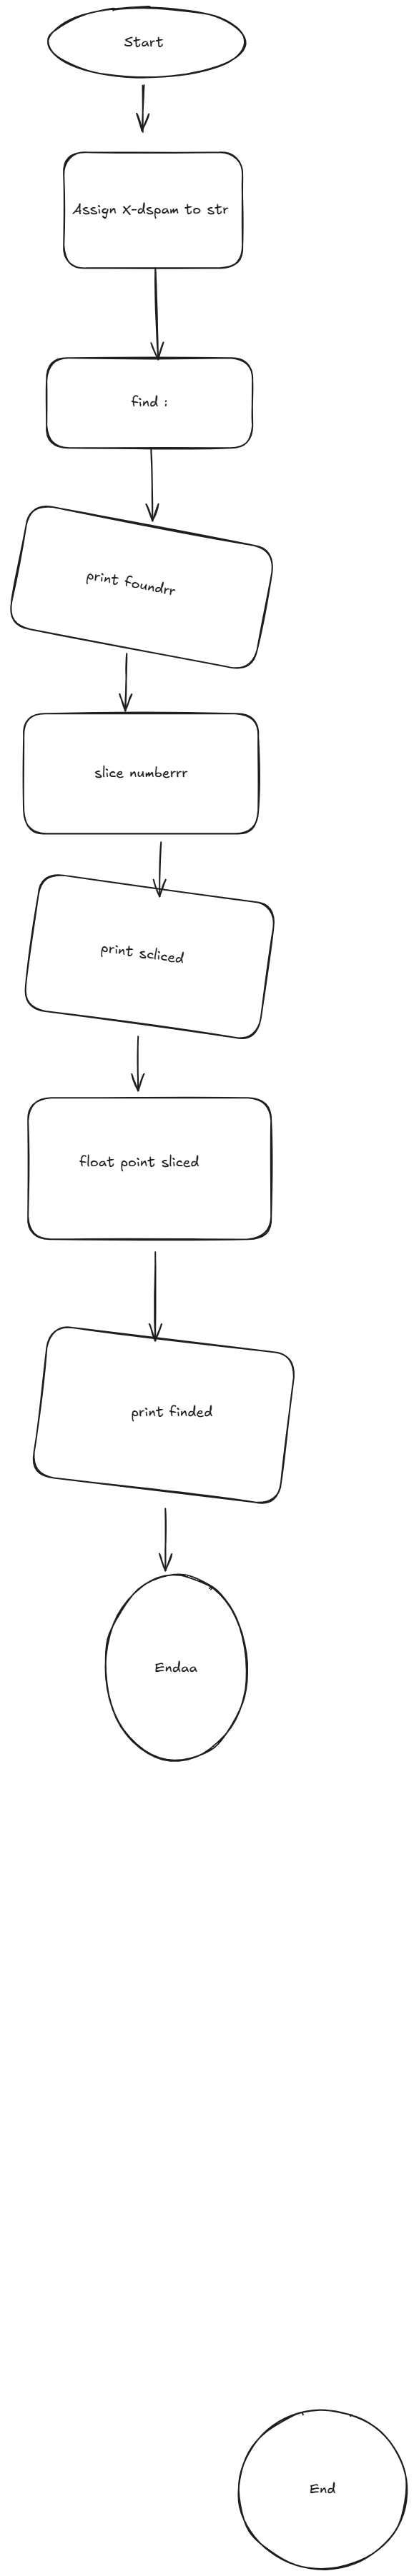 Start
Assign X-dspam to str
find :
print foundrr
slice numberrr
print scliced
float point sliced
print finded
Endaa
End